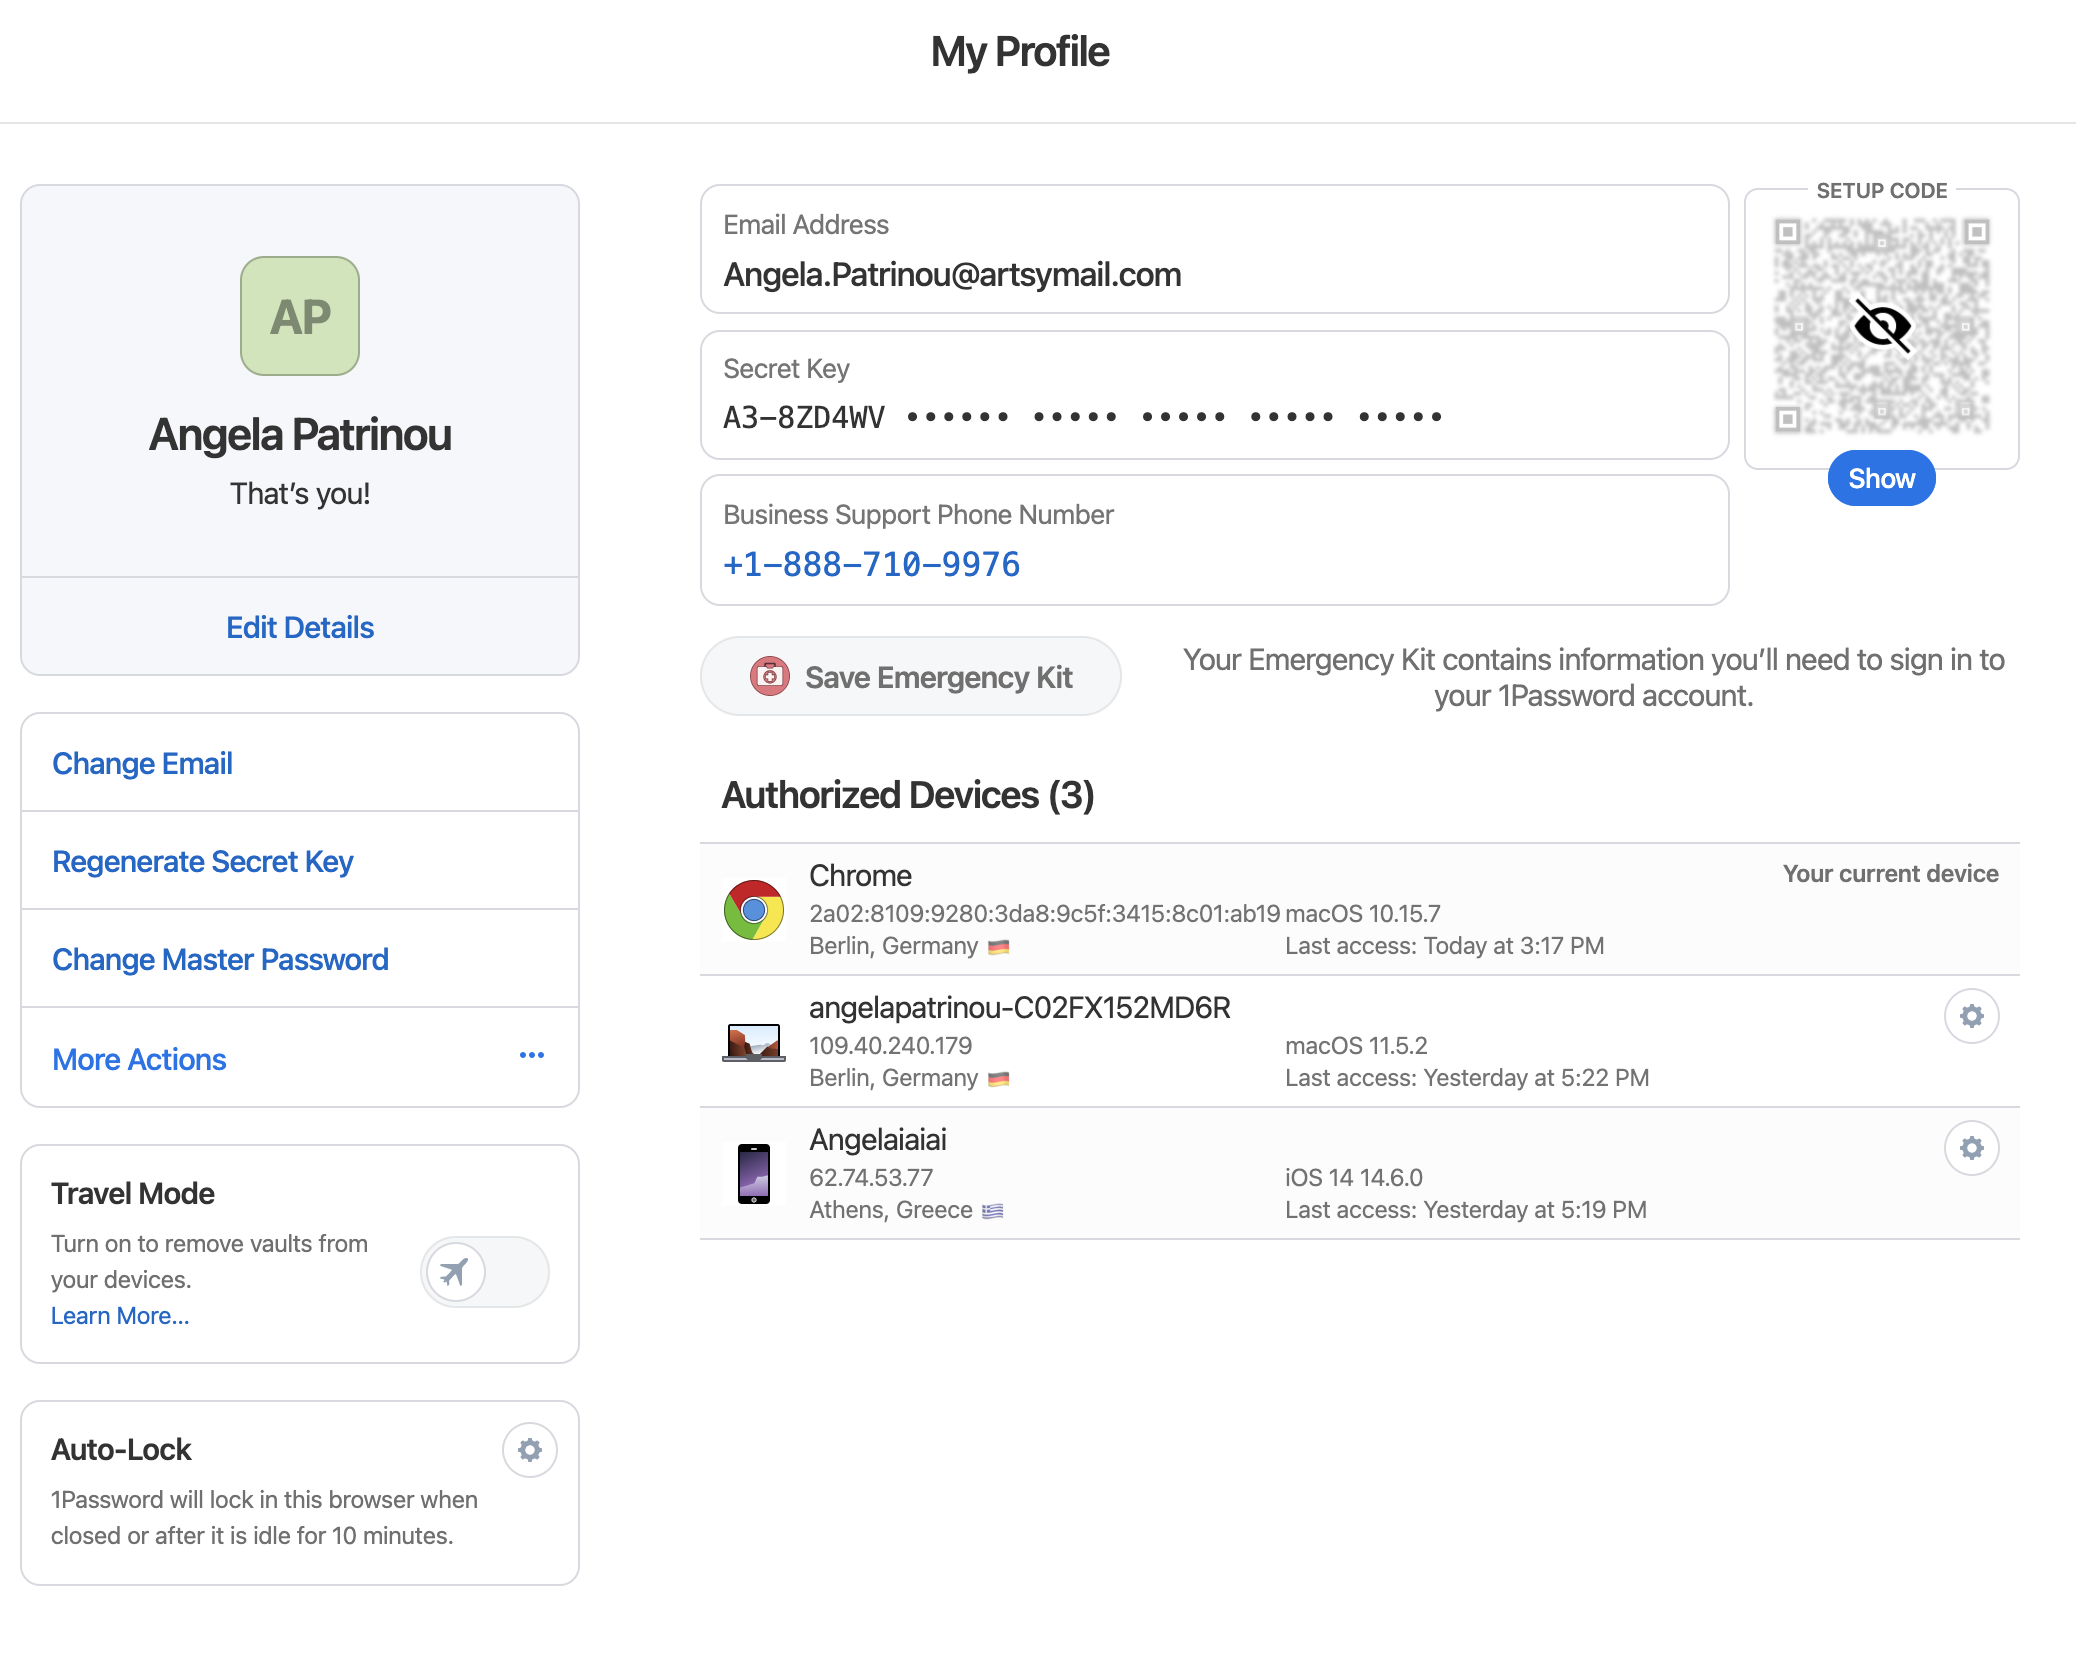 My Profile
AP
Angela Patrinou
That's you!
Edit Details
Change Email
Regenerate Secret Key
Change Master Password
More Actions
Travel Mode
Turn on to remove vaults from
your devices.
Learn More...
Auto-Lock
1Password will lock in this browser when
closed or after it is idle for 10 minutes.
Email Address
Angela.Patrinou@artsymail.com
Secret Key
A3–8ZD4WV •••••• ••••• ••••• ••••• •••••
Business Support Phone Number
+1–888–710–9976
SETUP CODE
Show
Save Emergency Kit
Your Emergency Kit contains information you'll need to sign in to
your 1Password account.
Authorized Devices (3)
Chrome
Your current device
2a02:8109:9280:3da8:9c5f:3415:8c01:ab19 macOS 10.15.7
Berlin, Germany Last access: Today at 3:17 PM
angelapatrinou-C02FX152MD6R
109.40.240.179 macOS 11.5.2
Berlin, Germany Last access: Yesterday at 5:22 PM
Angelaiaiai
62.74.53.77 iOS 14 14.6.0
Athens, Greece Last access: Yesterday at 5:19 PM